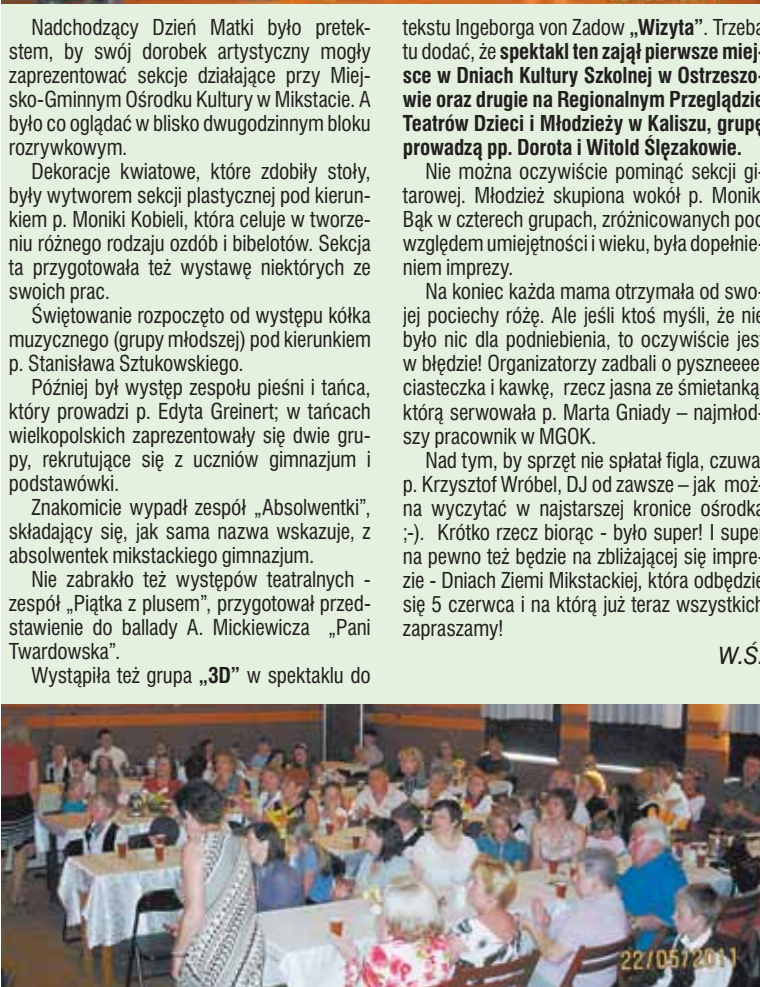 Nadchodzący Dzień Matki było pretek-
stem, by swój dorobek artystyczny mogły
zaprezentować sekcje działające przy Miej-
sko-Gminnym Ośrodku Kultury w Mikstacie. A
było co oglądać w blisko dwugodzinnym bloku
rozrywkowym.
Dekoracje kwiatowe, które zdobiły stoły,
były wytworem sekcji plastycznej pod kierun-
kiem p. Moniki Kobieli, która celuje w tworze-
niu różnego rodzaju ozdób i bibelotów. Sekcja
ta przygotowała też wystawę niektórych ze
swoich prac.
Świętowanie rozpoczęto od występu kółka
muzycznego (grupy młodszej) pod kierunkiem
p. Stanisława Sztukowskiego.
Później był występ zespołu pieśni i tańca,
który prowadzi p. Edyta Greinert; w tańcach
wielkopolskich zaprezentowały się dwie gru-
py, rekrutujące się z uczniów gimnazjum i
podstawówki.
Znakomicie wypadł zespół „Absolwentki”,
składający się, jak sama nazwa wskazuje, z
absolwentek mikstackiego gimnazjum.
Nie zabrakło też występów teatralnych -
zespół „Piątka z plusem”, przygotował przed-
stawienie do ballady A. Mickiewicza „Pani
Twardowska”.
Wystąpiła też grupa „3D” w spektaklu do
tekstu Ingeborga von Zadow „Wizyta”. Trzeba
tu dodać, że spektakl ten zajął pierwsze miej-
sce w Dniach Kultury Szkolnej w Ostrzeszo-
wie oraz drugie na Regionalnym Przeglądzie
Teatrów Dzieci i Młodzieży w Kaliszu, grupę
prowadzą pp. Dorota i Witold Ślęzakowie.
Nie można oczywiście pominąć sekcji gi-
tarowej. Młodzież skupiona wokół p. Monik
Bąk w czterech grupach, zróżnicowanych pod
względem umiejętności i wieku, była dopełnie-
niem imprezy.
Na koniec każda mama otrzymała od swo-
jej pociechy różę. Ale jeśli ktoś myśli, że nie
było nic dla podniebienia, to oczywiście jest
w błędzie! Organizatorzy zadbali o pyszneeee
ciasteczka i kawkę, rzecz jasna ze śmietanką,
którą serwowała p. Marta Gniady – najmłod-
szy pracownik w MGOK.
Nad tym, by sprzęt nie spłatał figla, czuwa
p. Krzysztof Wróbel, DJ od zawsze – jak moż-
na wyczytać w najstarszej kronice ośrodka
;-). Krótko rzecz biorąc - było super! I super
na pewno też będzie na zbliżającej się impre-
zie - Dniach Ziemi Mikstackiej, która odbędzie
się 5 czerwca i na którą już teraz wszystkich
zapraszamy!
W.Ś.
22/05/2011